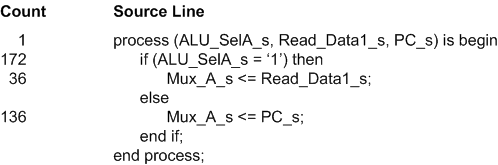 Count Source Line
1 process (ALU_SelA_s, Read_Data1_s, PC_s) is begin
172 if (ALU_SelA_s = ‘1’) then
36 Mux_A_s <= Read_Data1_s;
else
136 Mux_A_s <= PC_s;
end if;
end process;